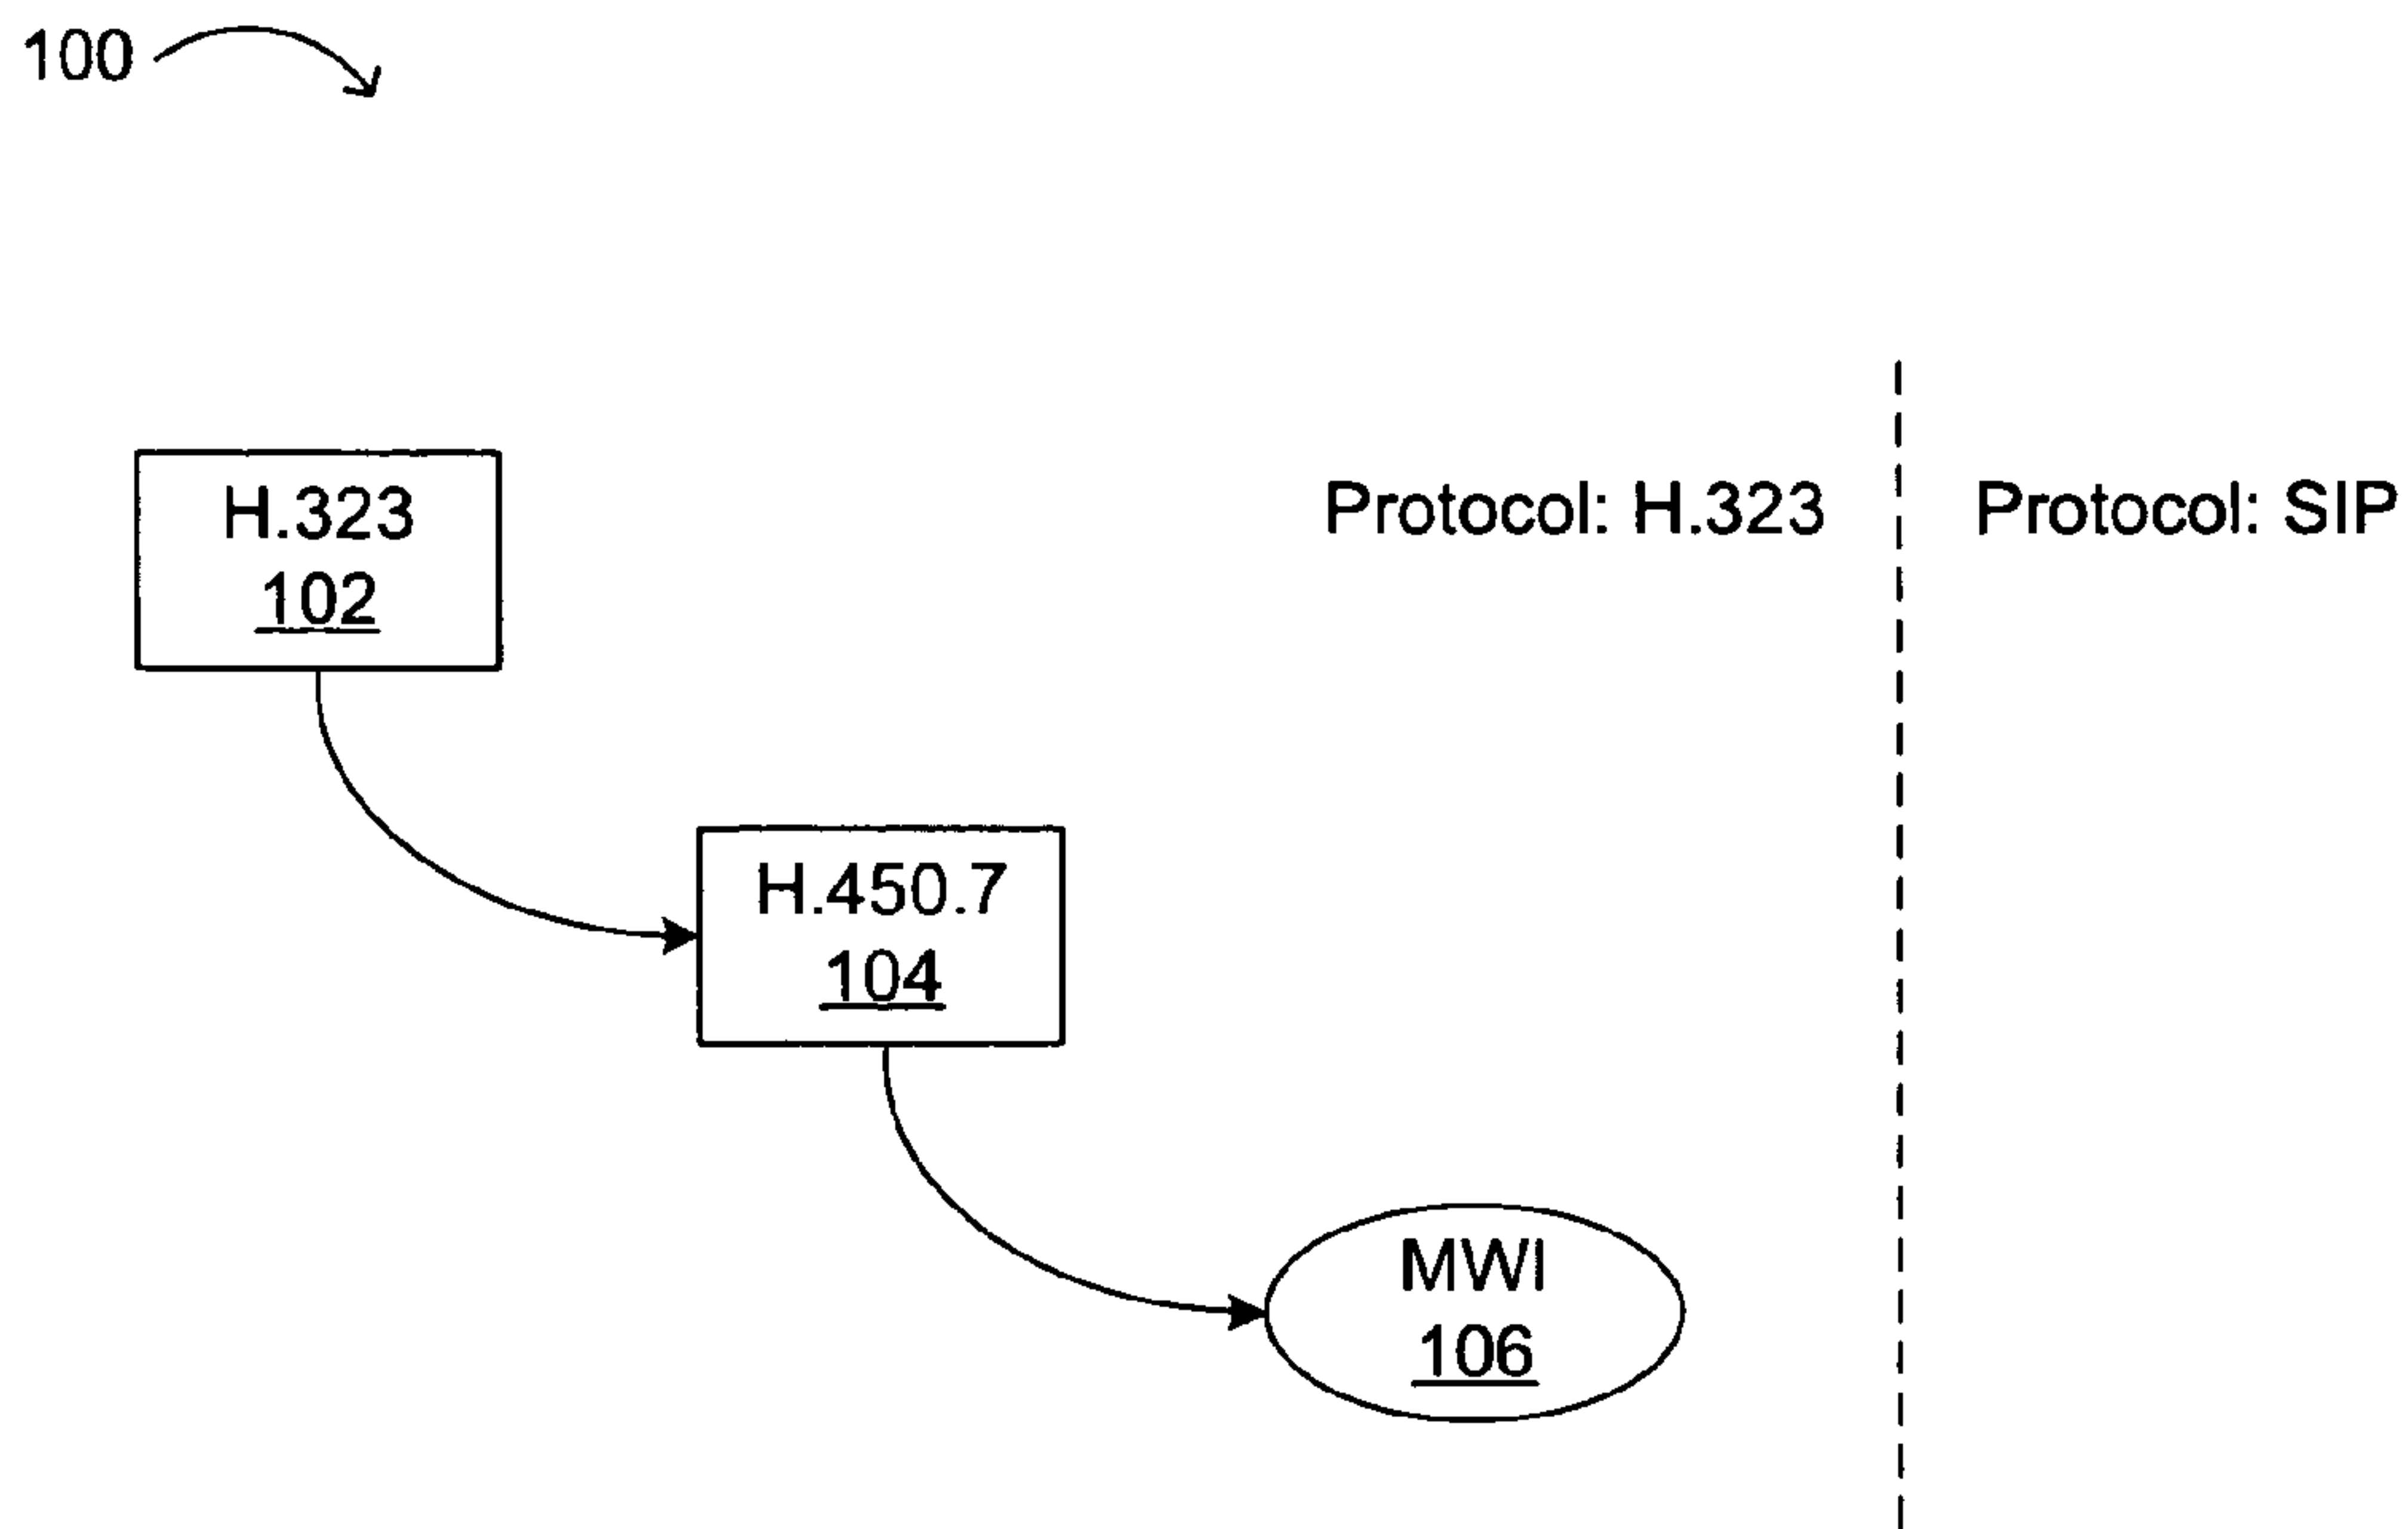 100
H.323
102
Protocol: H.323
Protocol: SIP
H.450.7
104
MWI
106